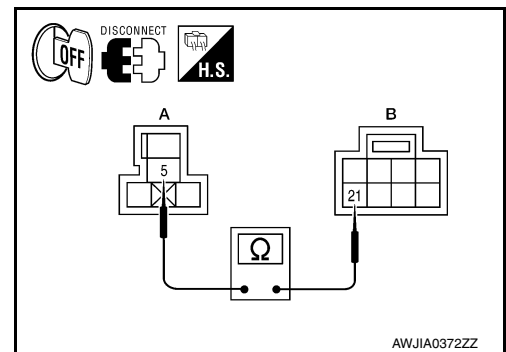 DISCONNECT
OFF
H.S.
A
B
5
21
Ω
AWJIA0372ZZ